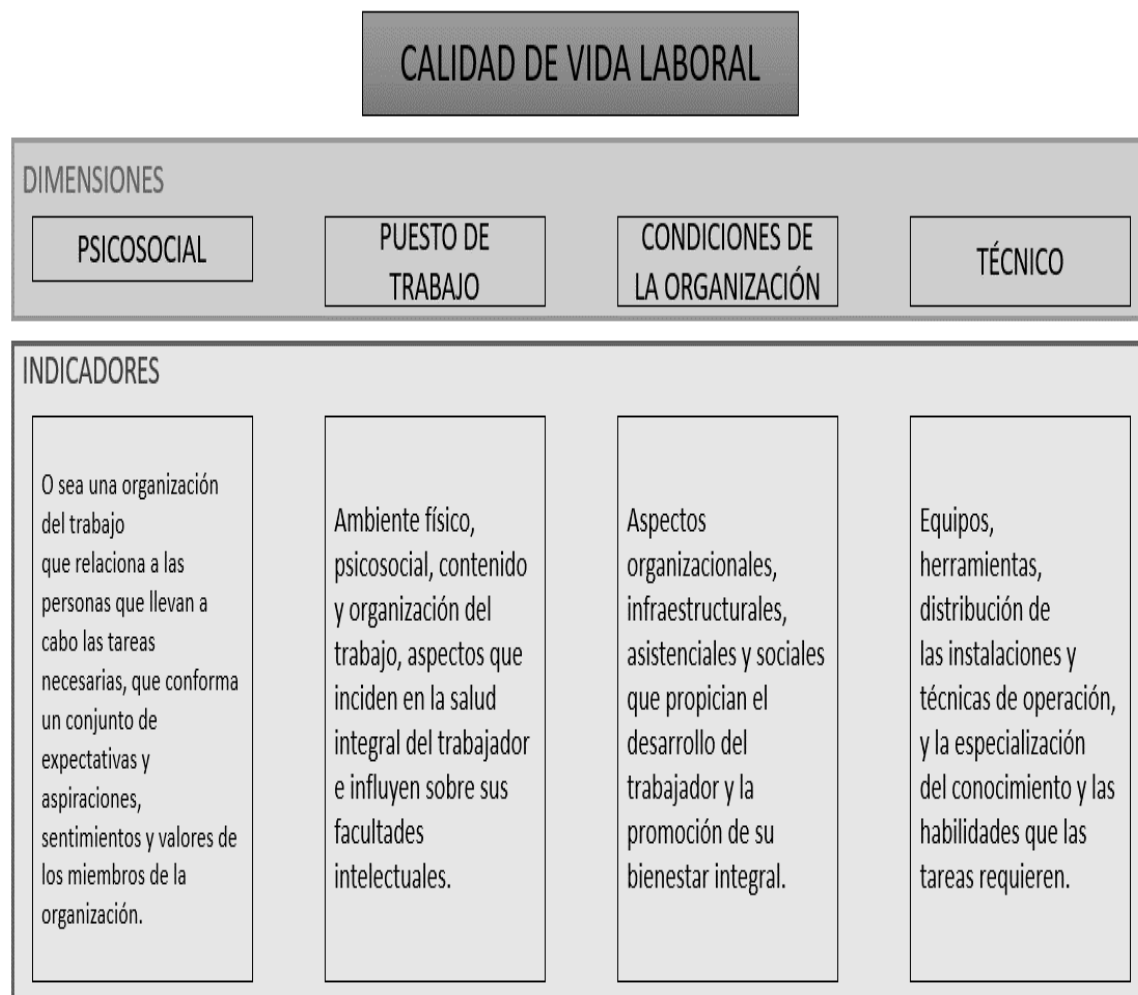 CALIDAD DE VIDA LABORAL
DIMENSIONES
PSICOSOCIAL
PUESTO DE
TRABAJO
CONDICIONES DE
LA ORGANIZACIÓN
TÉCNICO
INDICADORES
O sea una organización
del trabajo
que relaciona a las
personas que llevan a
cabo las tareas
necesarias, que conforma
un conjunto de
expectativas y
aspiraciones,
sentimientos y valores de
los miembros de la
organización.
Ambiente físico,
psicosocial, contenido
y organización del
trabajo, aspectos que
inciden en la salud
integral del trabajador
e influyen sobre sus
facultades
intelectuales.
Aspectos
organizacionales,
infraestructurales,
asistenciales y sociales
que propician el
desarrollo del
trabajador y la
promoción de su
bienestar integral.
Equipos,
herramientas,
distribución de
las instalaciones y
técnicas de operación,
y la especialización
del conocimiento y las
habilidades que las
tareas requieren.